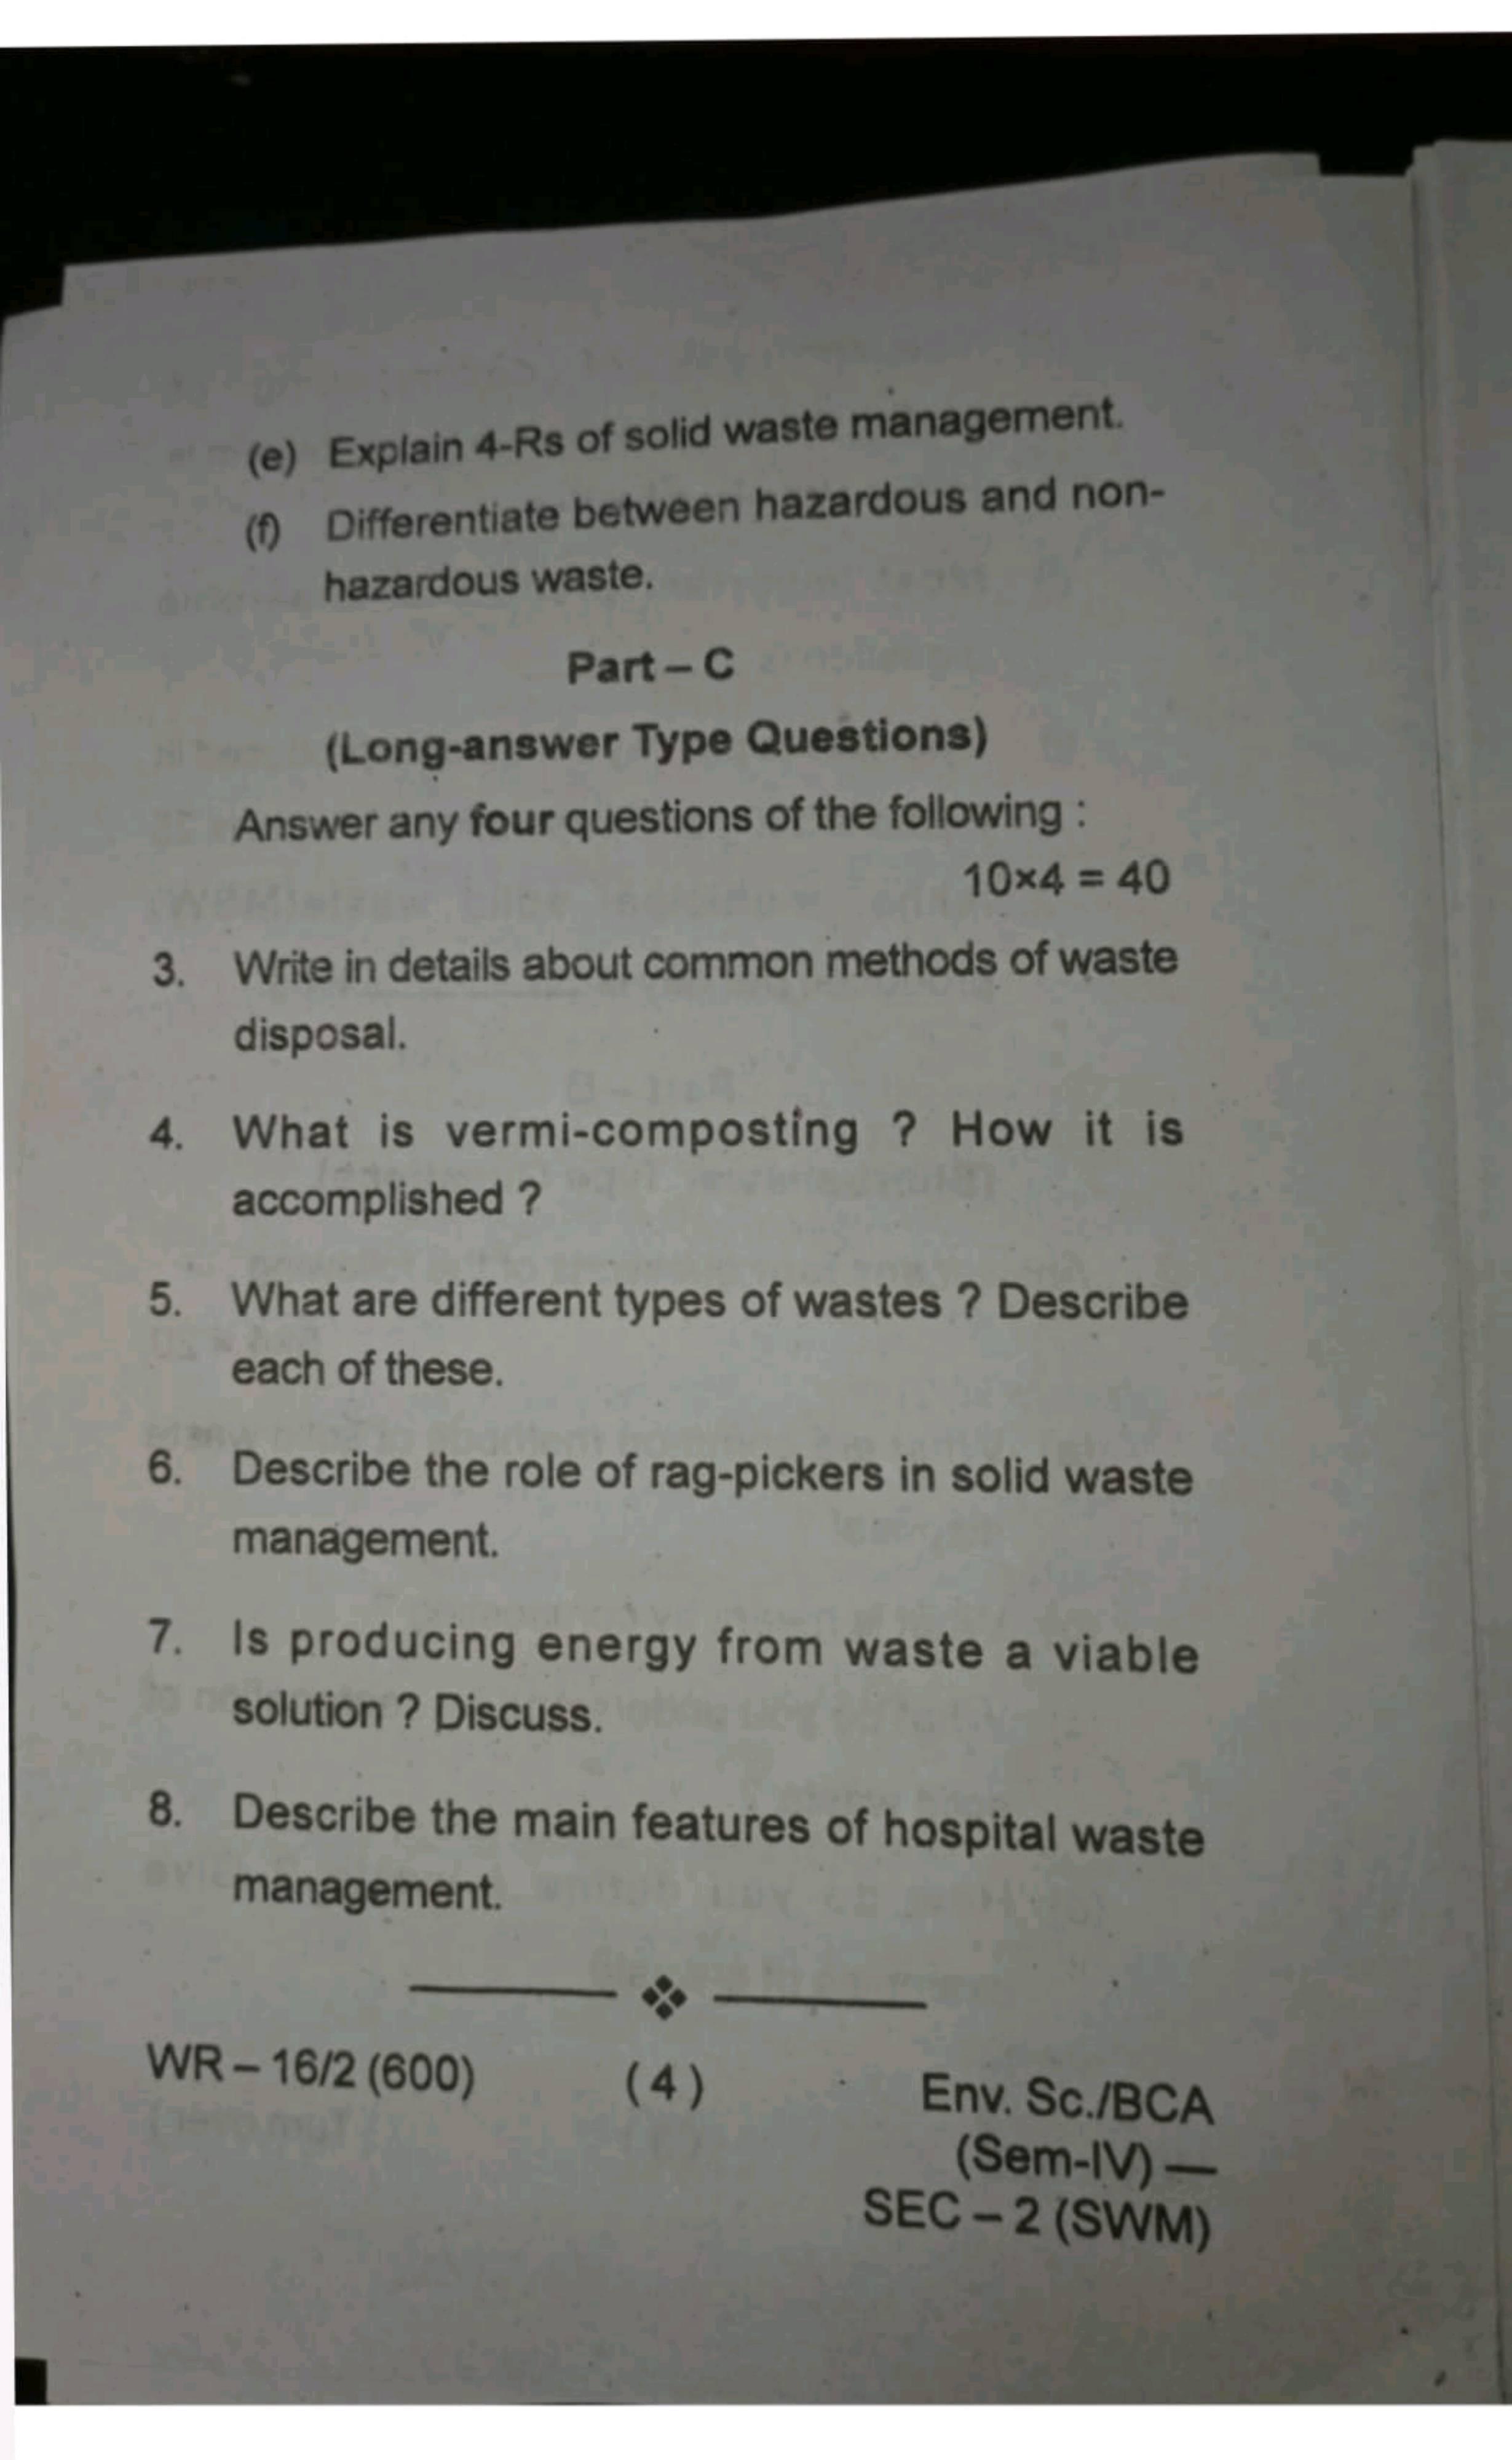 (e) Explain 4-Rs of solid waste management.
(f) Differentiate between hazardous and non-
hazardous waste.
Part – C
(Long-answer Type Questions)
Answer any four questions of the following :
10×4 = 40
3. Write in details about common methods of waste
disposal.
4. What is vermi-composting ? How it is
accomplished ?
5. What are different types of wastes ? Describe
each of these.
6. Describe the role of rag-pickers in solid waste
management.
7. Is producing energy from waste a viable
solution ? Discuss.
8. Describe the main features of hospital waste
management.
WR – 16/2 (600) (4) Env. Sc./BCA
(Sem-IV) —
SEC – 2 (SWM)